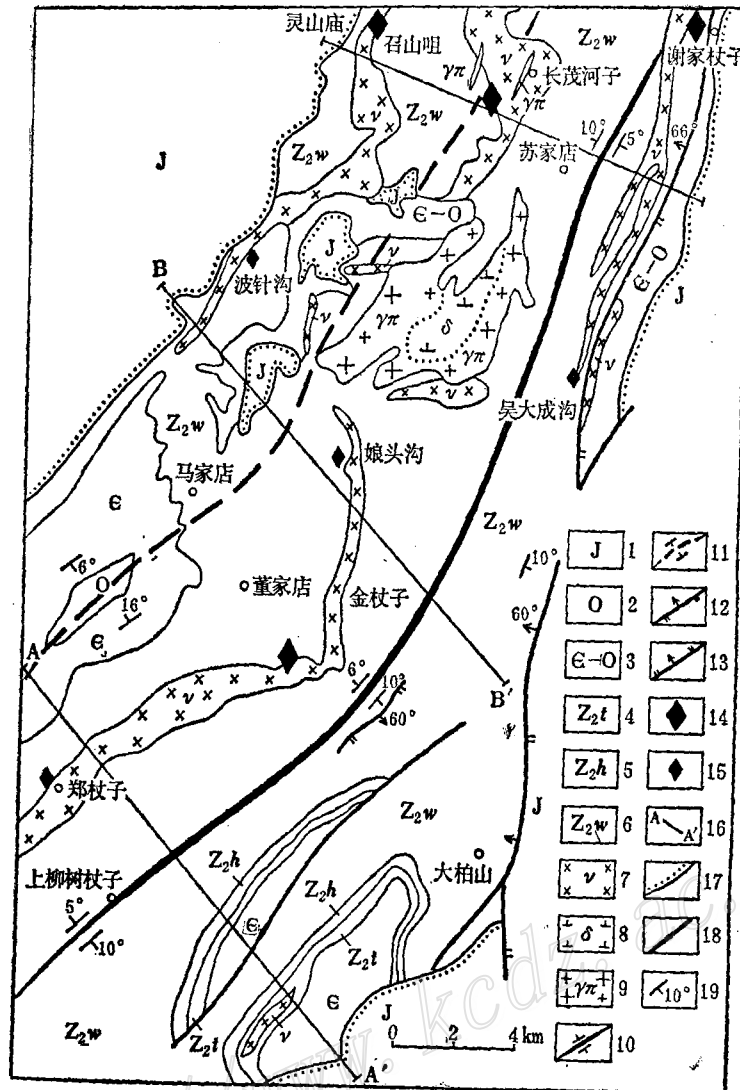 灵山庙
召山咀
谢家杖子
γπ
ν
长茂河子
Z₂w
γπ
Z₂w
ν
Z₂w
J
苏家店
10°
5°
66°
ν
J
Є-O
Є-O
B
波针沟
J
ν
J
ν
δ
γπ
γπ
J
ν
吴大成沟
ν
Z₂w
娘头沟
马家店
Є
Z₂w
6°
O
16°
董家店
金杖子
10°
60°
Є
A
6°
10°
B'
ν
60°
郑杖子
J
Z₂w
Z₂h
大柏山
上柳树杖子
Z₂h
5°
Є
10°
Z₂t
Є
Z₂w
Z₂t
ν
J
0 2 4 km
A'
J 1
O 2
Є-O 3
Z₂t 4
Z₂h 5
Z₂w 6
ν 7
δ 8
γπ 9
10
11
12
13
14
15
A A' 16
17
18
10° 19
www.kcdz.ac.